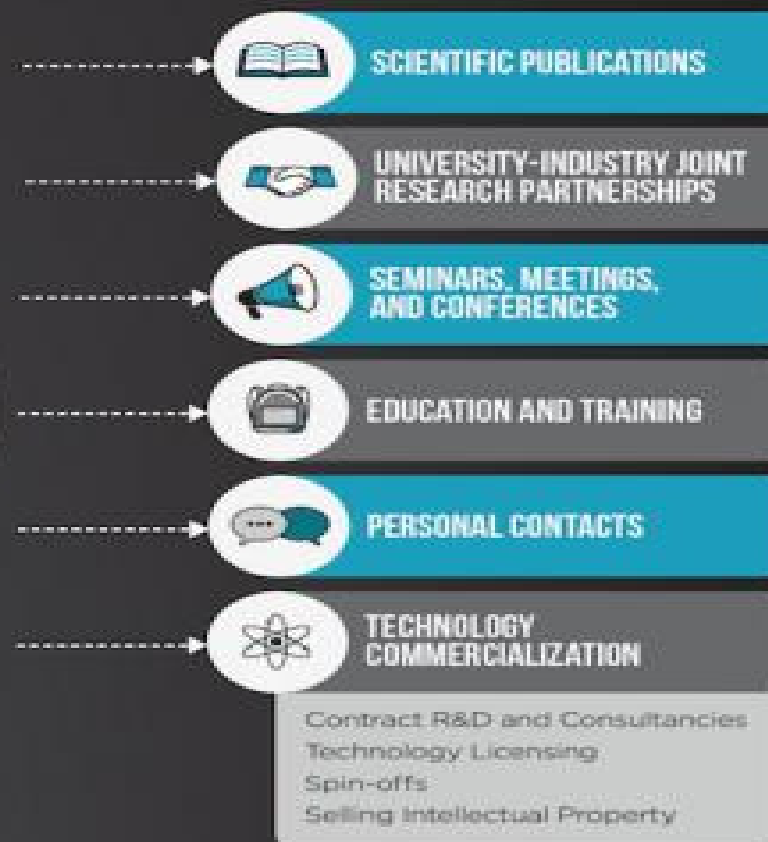 SCIENTIFIC PUBLICATIONS
UNIVERSITY-INDUSTRY JOINT
RESEARCH PARTNERSHIPS
SEMINARS, MEETINGS,
AND CONFERENCES
EDUCATION AND TRAINING
PERSONAL CONTACTS
TECHNOLOGY
COMMERCIALIZATION
Contract R&D and Consultancies
Technology Licensing
Spin-offs
Selling Intellectual Property